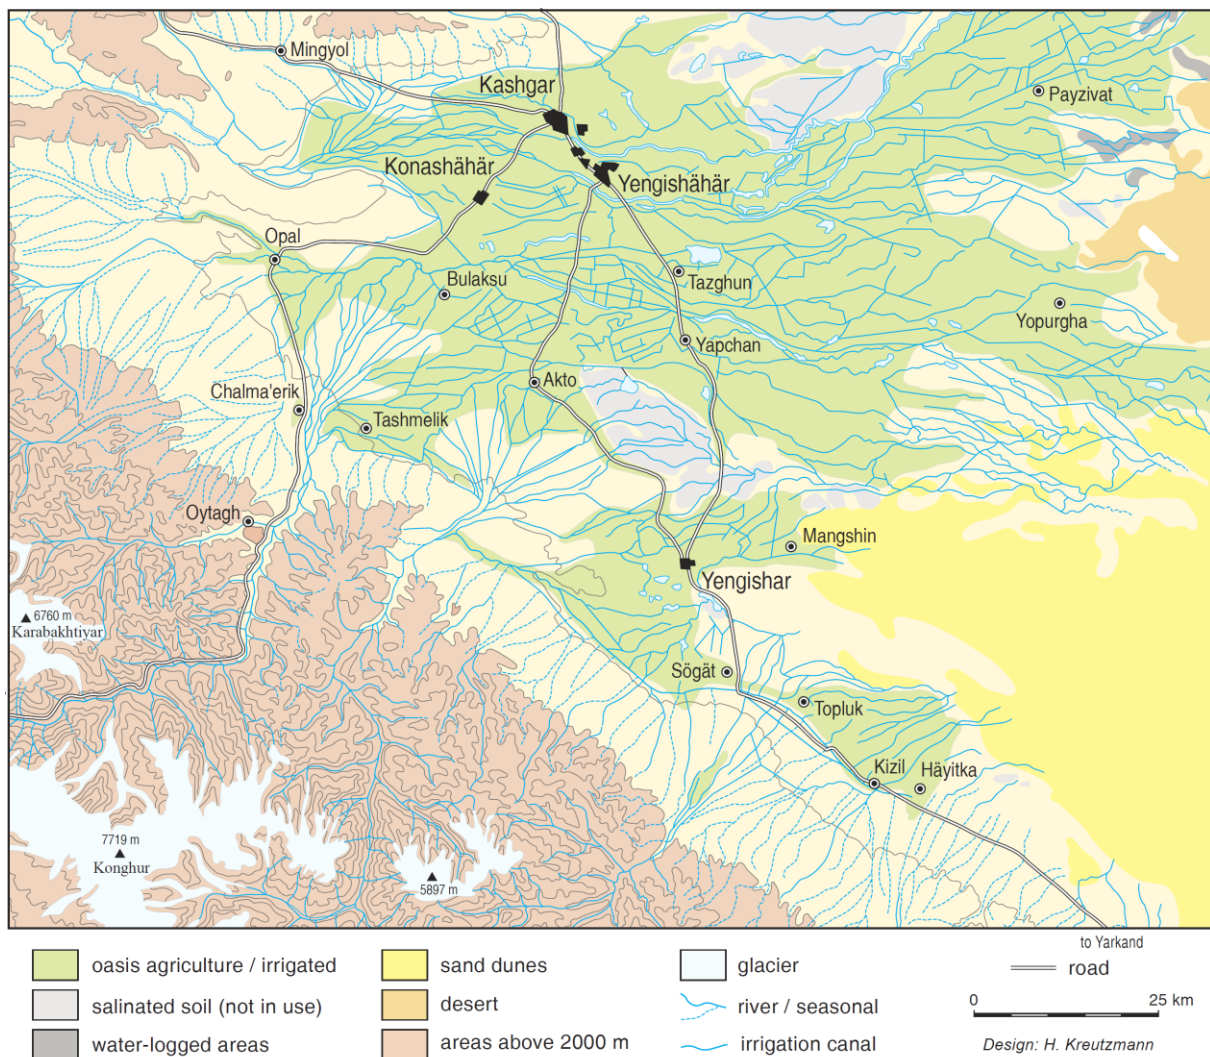 Mingyol
Kashgar
Payzivat
Konashähär
Yengishähär
Opal
Bulaksu
Tazghun
Yopurgha
Yapchan
Chalma'erik
Akto
Tashmelik
Oytagh
Mangshin
Yengishar
6760 m
Karabakhtiyar
Sögät
Topluk
Kizil
Häyitka
7719 m
Konghur
5897 m
to Yarkand
oasis agriculture / irrigated
sand dunes
glacier
road
salinated soil (not in use)
desert
river / seasonal
0 25 km
water-logged areas
areas above 2000 m
irrigation canal
Design: H. Kreutzmann